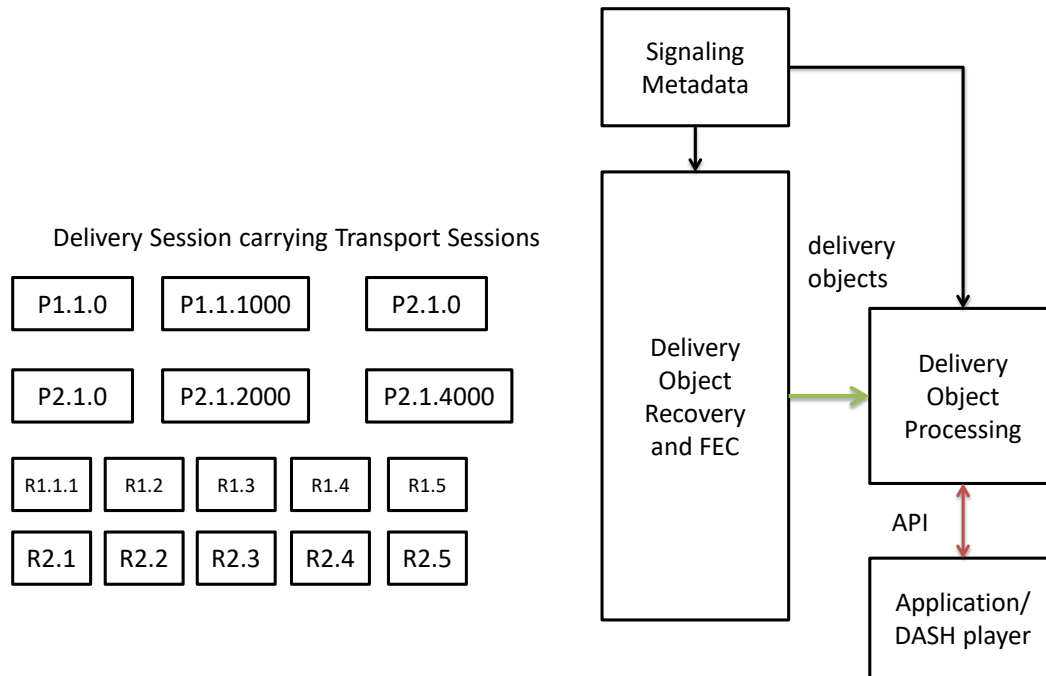 Signaling
Metadata
Delivery Session carrying Transport Sessions
P1.1.0
P1.1.1000
P2.1.0
P2.1.0
P2.1.2000
P2.1.4000
R1.1.1
R1.2
R1.3
R1.4
R1.5
R2.1
R2.2
R2.3
R2.4
R2.5
Delivery
Object
Recovery
and FEC
delivery
objects
Delivery
Object
Processing
API
Application/
DASH player